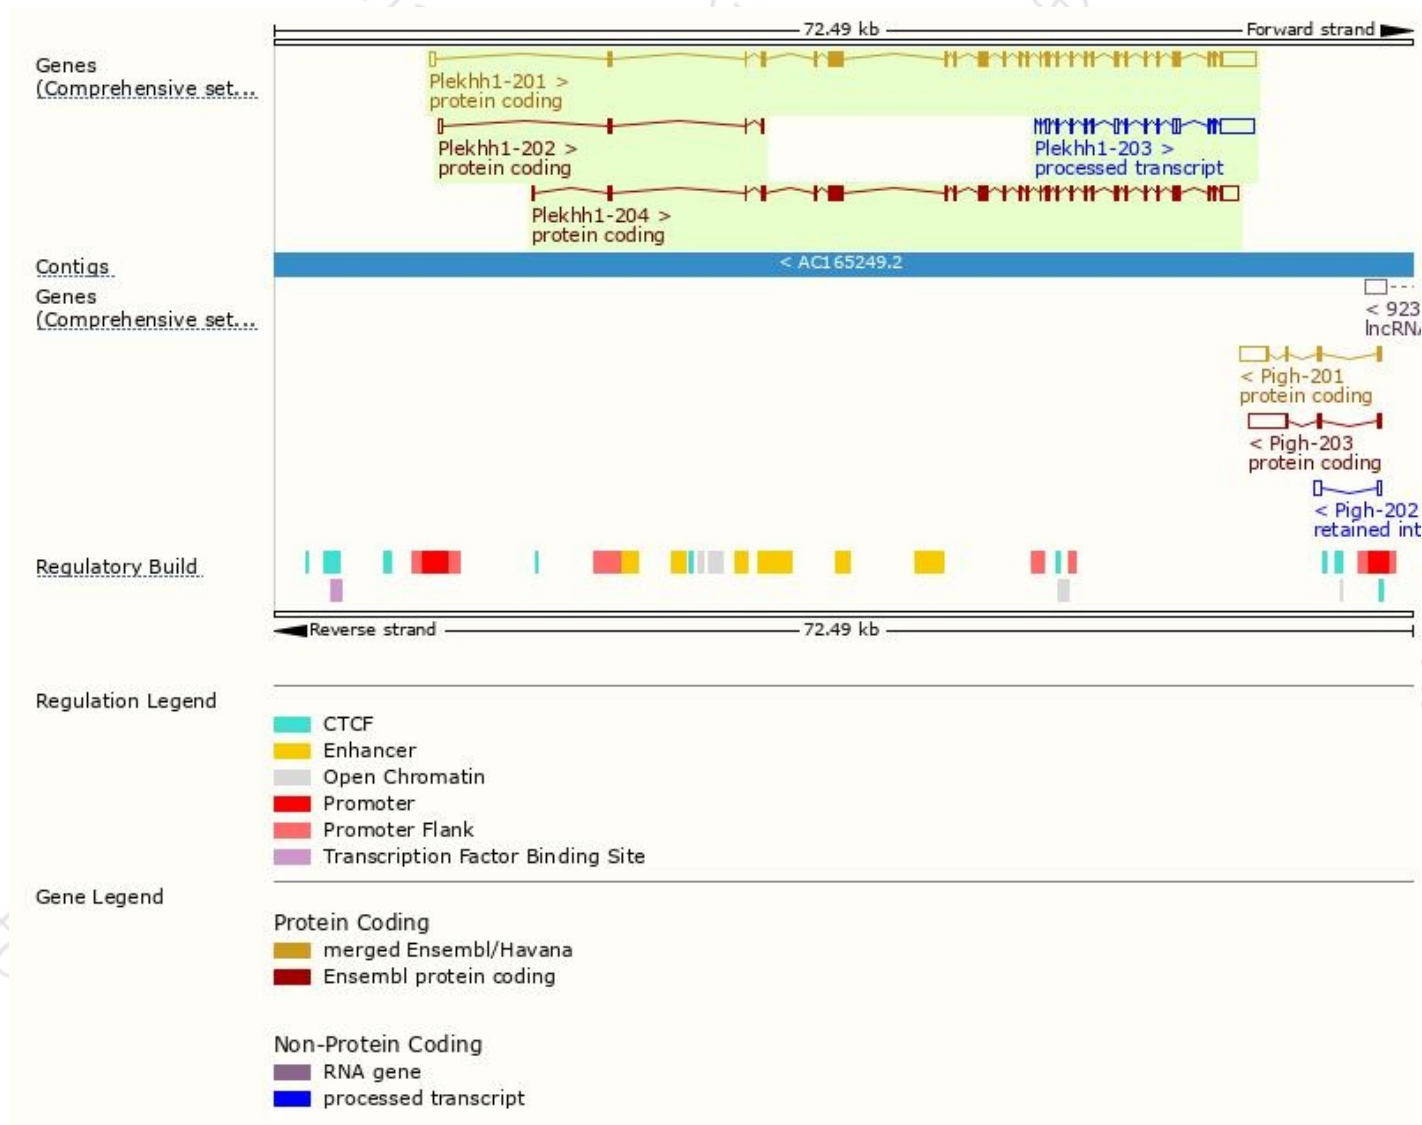 72.49 kb
Forward strand
Genes
(Comprehensive set...
Plekhh1-201 >
protein coding
Plekhh1-202 >
protein coding
Plekhh1-203 >
processed transcript
Plekhh1-204 >
protein coding
Contigs
< AC165249.2
Genes
(Comprehensive set...
< 923
lncRNA
< Pigh-201
protein coding
< Pigh-203
protein coding
< Pigh-202
retained int
Regulatory Build
Reverse strand
72.49 kb
Regulation Legend
CTCF
Enhancer
Open Chromatin
Promoter
Promoter Flank
Transcription Factor Binding Site
Gene Legend
Protein Coding
merged Ensembl/Havana
Ensembl protein coding
Non-Protein Coding
RNA gene
processed transcript